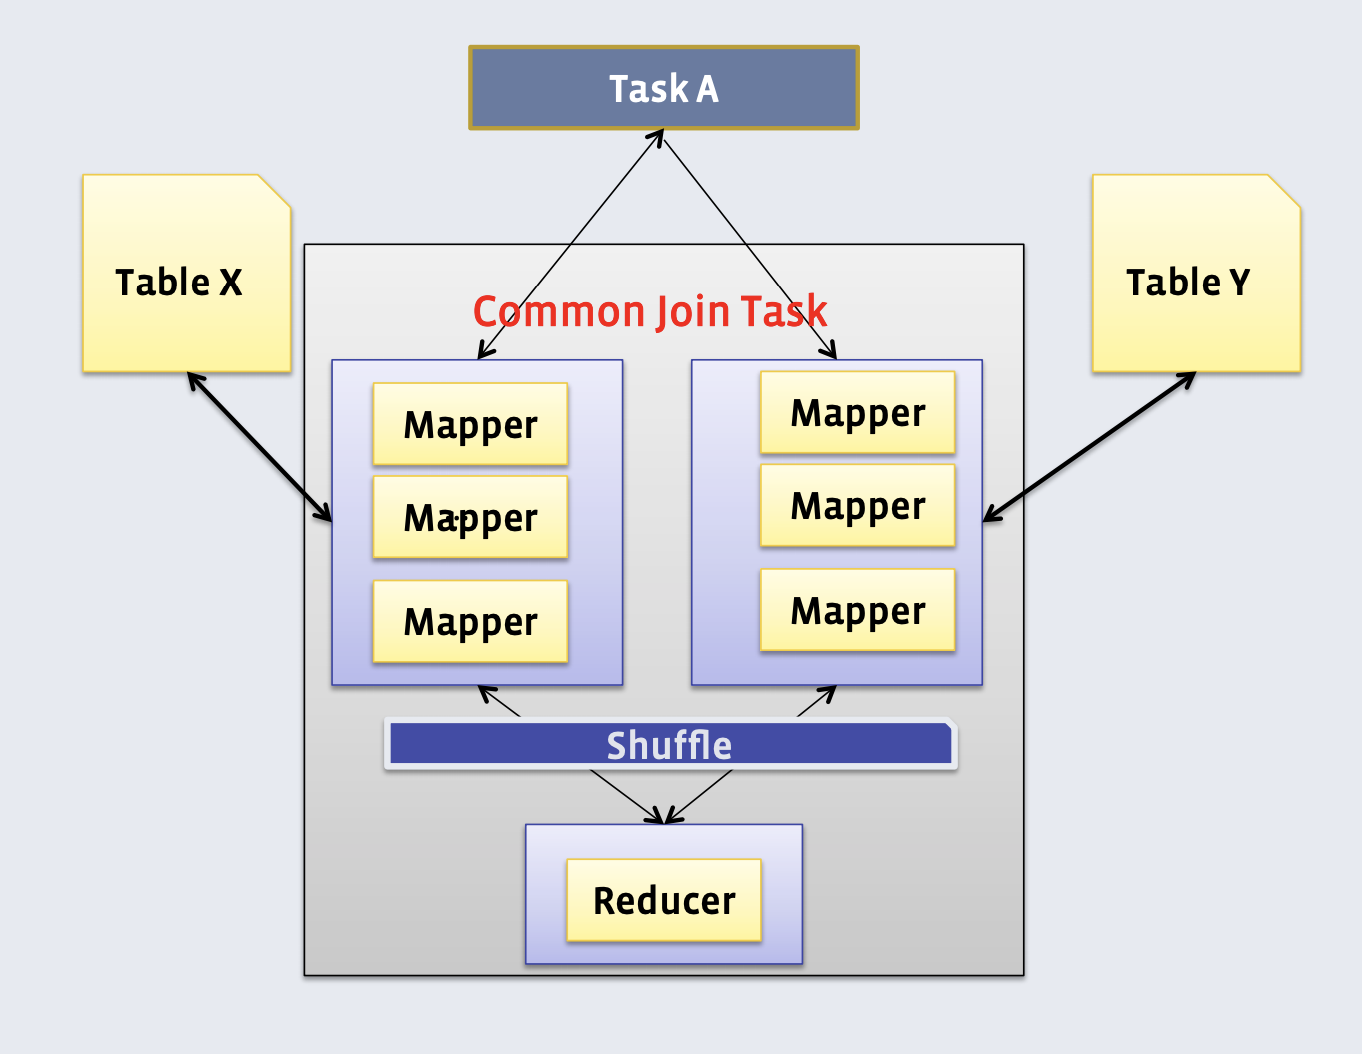 Task A
Table X
Table Y
Common Join Task
Mapper
Mapper
Mapper
..
Mapper
Mapper
Mapper
Shuffle
Reducer